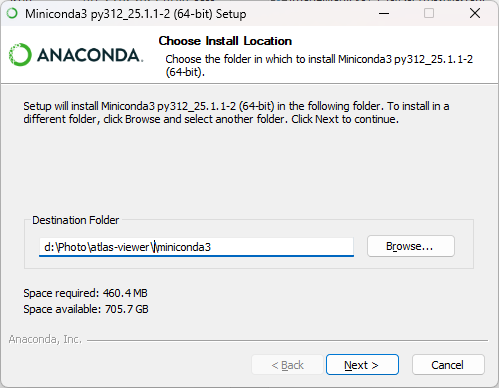 Miniconda3 py312_25.1.1-2 (64-bit) Setup
ANACONDA.
Choose Install Location
Choose the folder in which to install Miniconda3 py312_25.1.1-2
(64-bit).
Setup will install Miniconda3 py312_25.1.1-2 (64-bit) in the following folder. To install in a
different folder, click Browse and select another folder. Click Next to continue.
Destination Folder
d:\Photo\atlas-viewer\miniconda3
Browse...
Space required: 460.4 MB
Space available: 705.7 GB
Anaconda, Inc.
< Back
Next >
Cancel